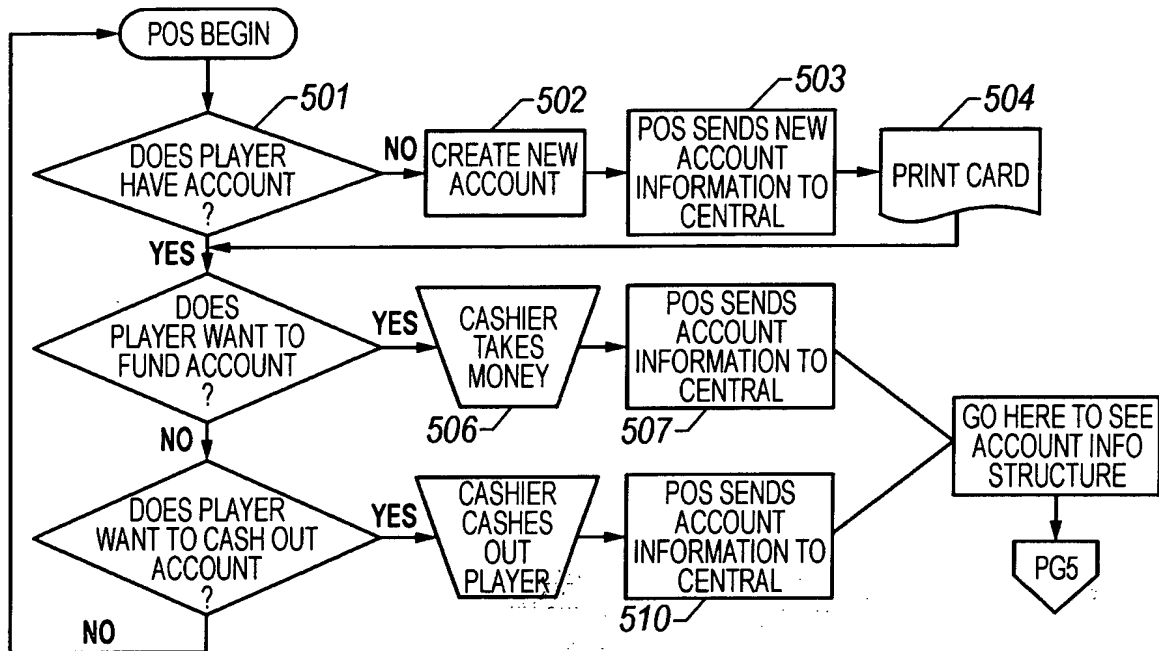 POS BEGIN
501
DOES PLAYER
HAVE ACCOUNT
?
NO
502
CREATE NEW
ACCOUNT
503
POS SENDS NEW
ACCOUNT
INFORMATION TO
CENTRAL
504
PRINT CARD
YES
DOES
PLAYER WANT TO
FUND ACCOUNT
?
YES
CASHIER
TAKES
MONEY
506
POS SENDS
ACCOUNT
INFORMATION TO
CENTRAL
507
GO HERE TO SEE
ACCOUNT INFO
STRUCTURE
PG5
NO
DOES PLAYER
WANT TO CASH OUT
ACCOUNT
?
YES
CASHIER
CASHES
OUT
PLAYER
POS SENDS
ACCOUNT
INFORMATION TO
CENTRAL
510
NO